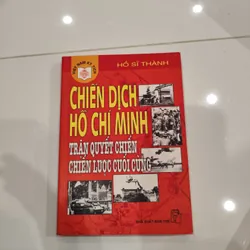 HỒ SĨ THÀNH
CHIẾN DỊCH
HỒ CHÍ MINH
TRẬN QUYẾT CHIẾN
CHIẾN LƯỢC CUỐI CÙNG